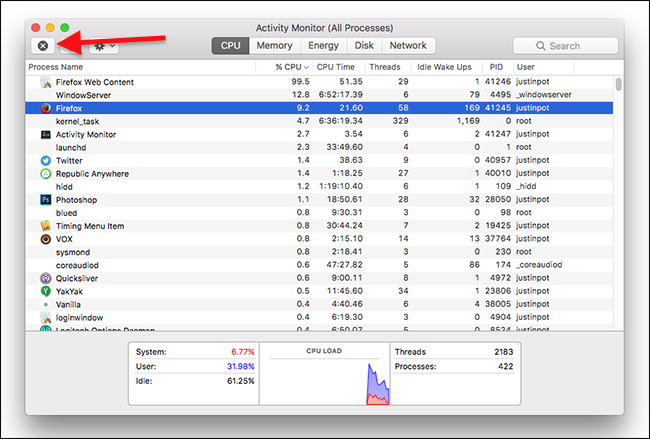 Activity Monitor (All Processes)
CPU Memory Energy Disk Network Search
Process Name % CPU CPU Time Threads Idle Wake Ups PID User
Firefox Web Content 99.5 51.35 29 1 41246 justinpot
WindowServer 12.8 6:52:17.39 6 79 4495 _windowserver
Firefox 9.2 21.60 58 169 41245 justinpot
kernel_task 4.7 6:36:19.34 329 1,169 0 root
Activity Monitor 2.7 3.54 6 2 41247 justinpot
launchd 2.3 33:49.60 4 0 1 root
Twitter 1.4 38.63 9 0 40957 justinpot
Republic Anywhere 1.4 1:18.25 27 1 40010 justinpot
hidd 1.2 1:19:10.40 6 1 109 _hidd
Photoshop 1.1 18:50.61 28 32 28050 justinpot
blued 0.8 9:30.31 3 0 98 root
Timing Menu Item 0.8 30:44.24 7 2 19425 justinpot
VOX 0.8 2:15.10 14 13 37764 justinpot
sysmond 0.8 2:18.41 3 0 230 root
coreaudiod 0.6 47:27.82 5 86 174 _coreaudiod
Quicksilver 0.6 9:00.11 8 1 4972 justinpot
YakYak 0.5 11:45.60 34 1 23806 justinpot
Vanilla 0.4 4:40.46 6 4 38005 justinpot
loginwindow 0.4 6:19.30 3 0 4904 justinpot
Logitech Options Daemon 0.4 6:50.07 5 0 8524 justinpot
System: 6.77% CPU LOAD Threads 2183
User: 31.98% Processes: 422
Idle: 61.25%